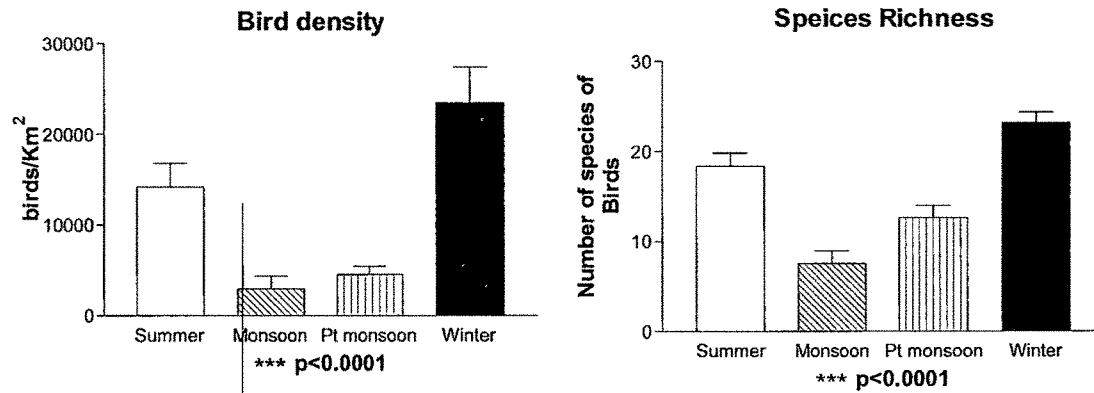 Bird density
birds/Km²
30000
20000
10000
0
Summer Monsoon Pt monsoon Winter
*** p<0.0001
Speices Richness
Number of species of
Birds
30
20
10
0
Summer Monsoon Pt monsoon Winter
*** p<0.0001